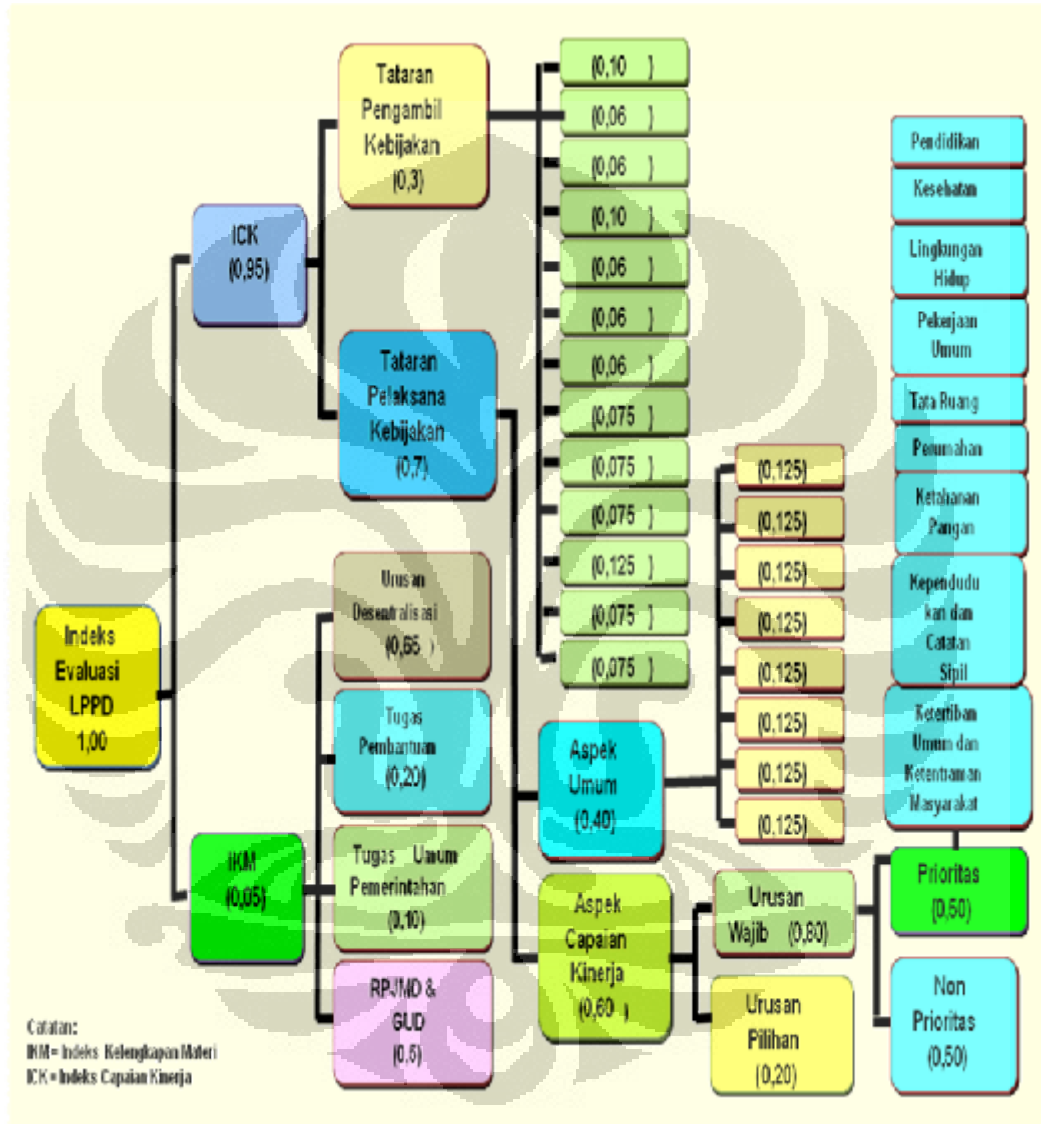 Indeks
Evaluasi
LPPD
1,00
ICK
(0,95)
IKM
(0,05)
Tataran
Pengambil
Kebijakan
(0,3)
Tataran
Pelaksana
Kebijakan
(0,7)
Urusan
Desentralisasi
(0,65 )
Tugas
Pembantuan
(0,20)
Tugas Umum
Pemerintahan
(0,10)
RPJMD &
GUD
(0,5)
(0,10 )
(0,06 )
(0,06 )
(0,10 )
(0,06 )
(0,06 )
(0,06 )
(0,075 )
(0,075 )
(0,075 )
(0,125 )
(0,075 )
(0,075 )
Aspek
Umum
(0,40)
Aspek
Capaian
Kinerja
(0,60 )
(0,125)
(0,125)
(0,125)
(0,125)
(0,125)
(0,125)
(0,125)
(0,125)
Urusan
Wajib (0,80)
Urusan
Pilihan
(0,20)
Pendidikan
Kesehatan
Lingkungan
Hidup
Pekerjaan
Umum
Tata Ruang
Perumahan
Ketahanan
Pangan
Kependudu
kan dan
Catatan
Sipil
Ketertiban
Umum dan
Ketentraman
Masyarakat
Prioritas
(0,50)
Non
Prioritas
(0,50)
Catatan:
IKM = Indeks Kelengkapan Materi
ICK = Indeks Capaian Kinerja